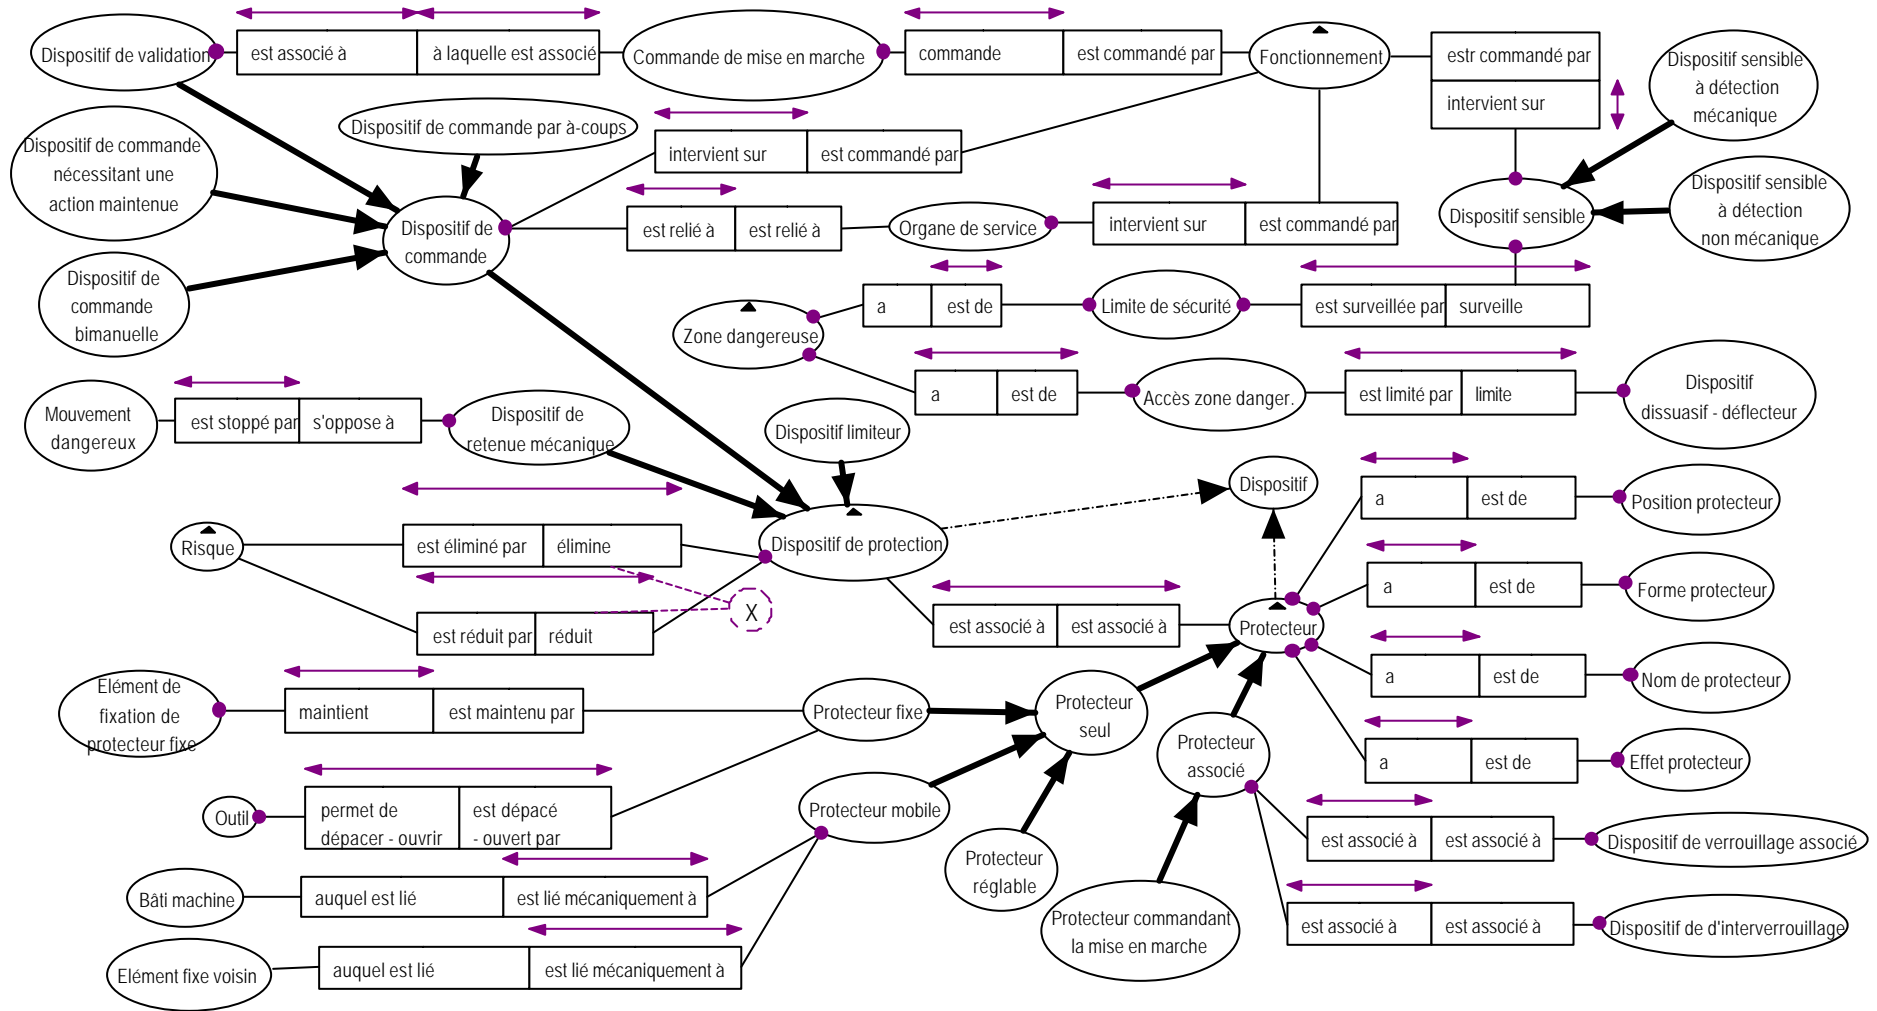 Dispositif de validation
est associé à
à laquelle est associé
Commande de mise en marche
commande
est commandé par
Fonctionnement
estr commandé par
intervient sur
Dispositif sensible
à détection
mécanique
Dispositif de commande par à-coups
Dispositif de commande
nécessitant une
action maintenue
intervient sur
est commandé par
Dispositif sensible
à détection
non mécanique
Dispositif de
commande
est relié à
est relié à
Organe de service
intervient sur
est commandé par
Dispositif sensible
Dispositif de
commande
bimanuelle
Zone dangereuse
a
est de
Limite de sécurité
est surveillée par
surveille
a
est de
Accès zone danger.
est limité par
limite
Dispositif
dissuasif - déflecteur
Mouvement
dangereux
est stoppé par
s'oppose à
Dispositif de
retenue mécanique
Dispositif limiteur
Dispositif
a
est de
Position protecteur
Risque
est éliminé par
élimine
Dispositif de protection
a
est de
Forme protecteur
est réduit par
réduit
X
est associé à
est associé à
Protecteur
a
est de
Nom de protecteur
Elément de
fixation de
protecteur fixe
maintient
est maintenu par
Protecteur fixe
Protecteur
seul
Protecteur
associé
a
est de
Effet protecteur
Outil
permet de
dépacer - ouvrir
est dépacé
- ouvert par
Protecteur mobile
est associé à
est associé à
Dispositif de verrouillage associé
Protecteur
réglable
Bâti machine
auquel est lié
est lié mécaniquement à
Protecteur commandant
la mise en marche
est associé à
est associé à
Dispositif de d'interverrouillage
Elément fixe voisin
auquel est lié
est lié mécaniquement à